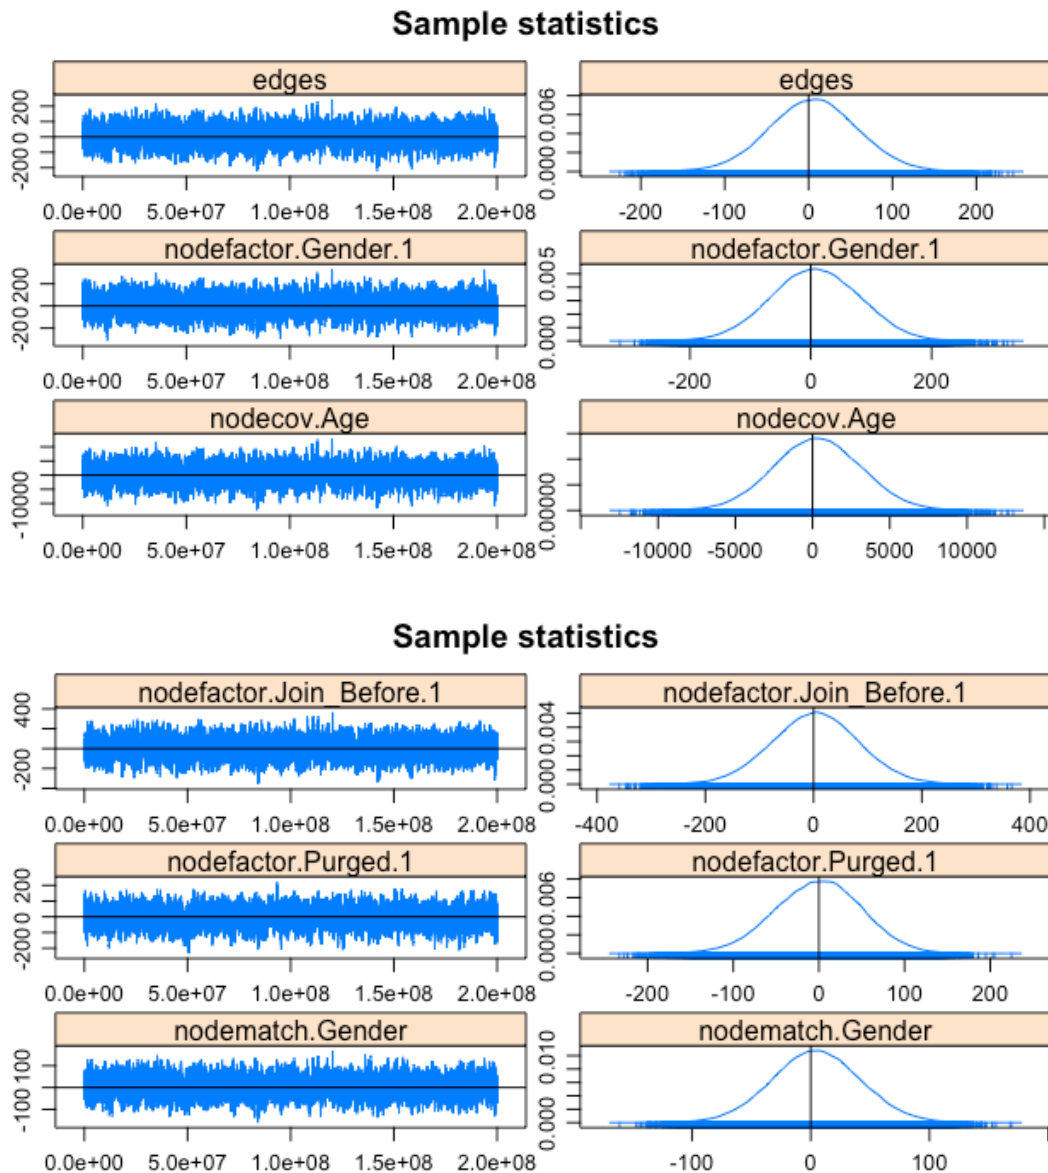 Sample statistics
edges
-200 0 200
0.0e+00 5.0e+07 1.0e+08 1.5e+08 2.0e+08
edges
0.000 0.006
-200 -100 0 100 200
nodefactor.Gender.1
-200 0 200
0.0e+00 5.0e+07 1.0e+08 1.5e+08 2.0e+08
nodefactor.Gender.1
0.000 0.005
-200 0 200
nodecov.Age
-10000
0.0e+00 5.0e+07 1.0e+08 1.5e+08 2.0e+08
nodecov.Age
0.00000
-10000 -5000 0 5000 10000
Sample statistics
nodefactor.Join_Before.1
-200 400
0.0e+00 5.0e+07 1.0e+08 1.5e+08 2.0e+08
nodefactor.Join_Before.1
0.000 0.004
-400 -200 0 200 400
nodefactor.Purged.1
-200 0 200
0.0e+00 5.0e+07 1.0e+08 1.5e+08 2.0e+08
nodefactor.Purged.1
0.000 0.006
-200 -100 0 100 200
nodematch.Gender
-100 100
0.0e+00 5.0e+07 1.0e+08 1.5e+08 2.0e+08
nodematch.Gender
0.000 0.010
-100 0 100